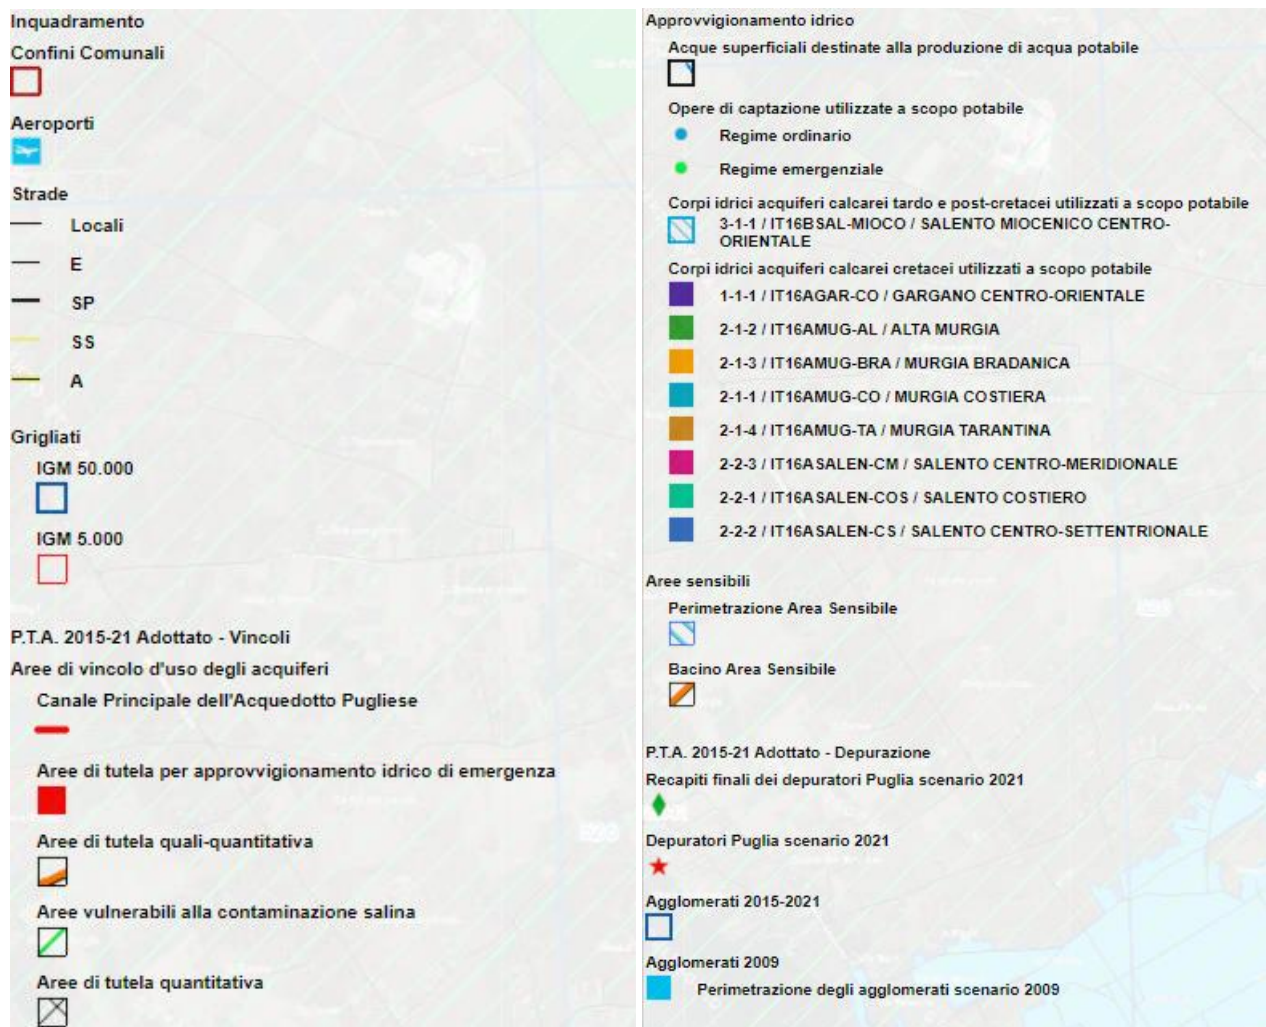 Inquadramento
Confini Comunali
Aeroporti
Strade
Locali
E
SP
SS
A
Grigliati
IGM 50.000
IGM 5.000
P.T.A. 2015-21 Adottato - Vincoli
Aree di vincolo d'uso degli acquiferi
Canale Principale dell'Acquedotto Pugliese
Aree di tutela per approvvigionamento idrico di emergenza
Aree di tutela quali-quantitativa
Aree vulnerabili alla contaminazione salina
Aree di tutela quantitativa
Approvvigionamento idrico
Acque superficiali destinate alla produzione di acqua potabile
Opere di captazione utilizzate a scopo potabile
Regime ordinario
Regime emergenziale
Corpi idrici acquiferi calcarei tardo e post-cretacei utilizzati a scopo potabile
3-1-1 / IT16BSAL-MIOCO / SALENTO MIOCENICO CENTRO-
ORIENTALE
Corpi idrici acquiferi calcarei cretacei utilizzati a scopo potabile
1-1-1 / IT16AGAR-CO / GARGANO CENTRO-ORIENTALE
2-1-2 / IT16AMUG-AL / ALTA MURGIA
2-1-3 / IT16AMUG-BRA / MURGIA BRADANICA
2-1-1 / IT16AMUG-CO / MURGIA COSTIERA
2-1-4 / IT16AMUG-TA / MURGIA TARANTINA
2-2-3 / IT16ASALEN-CM / SALENTO CENTRO-MERIDIONALE
2-2-1 / IT16ASALEN-COS / SALENTO COSTIERO
2-2-2 / IT16ASALEN-CS / SALENTO CENTRO-SETTENTRIONALE
Aree sensibili
Perimetrazione Area Sensibile
Bacino Area Sensibile
P.T.A. 2015-21 Adottato - Depurazione
Recapiti finali dei depuratori Puglia scenario 2021
Depuratori Puglia scenario 2021
Agglomerati 2015-2021
Agglomerati 2009
Perimetrazione degli agglomerati scenario 2009